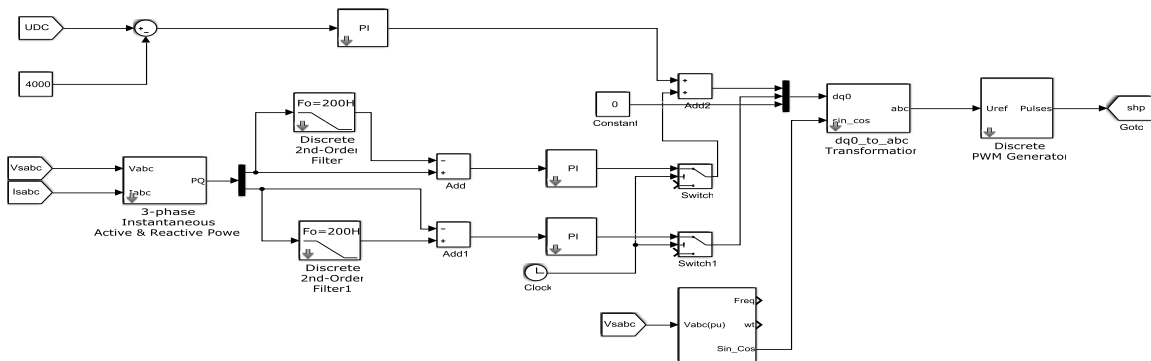 UDC
PI
4000
Fo=200H
Discrete
2nd-Order
Filter
Vsabc
Isabc
Vabc
Iabc
PQ
3-phase
Instantaneous
Active & Reactive Powe
Add
PI
Switch
Fo=200H
Discrete
2nd-Order
Filter1
Add1
PI
Switch1
Clock
0
Constant
Add2
dq0
sin_cos
abc
dq0_to_abc
Transformation
Uref
Pulses
Discrete
PWM Generator
shp
Goto
Vsabc
Vabc(pu)
Freq
wt
Sin_Cos